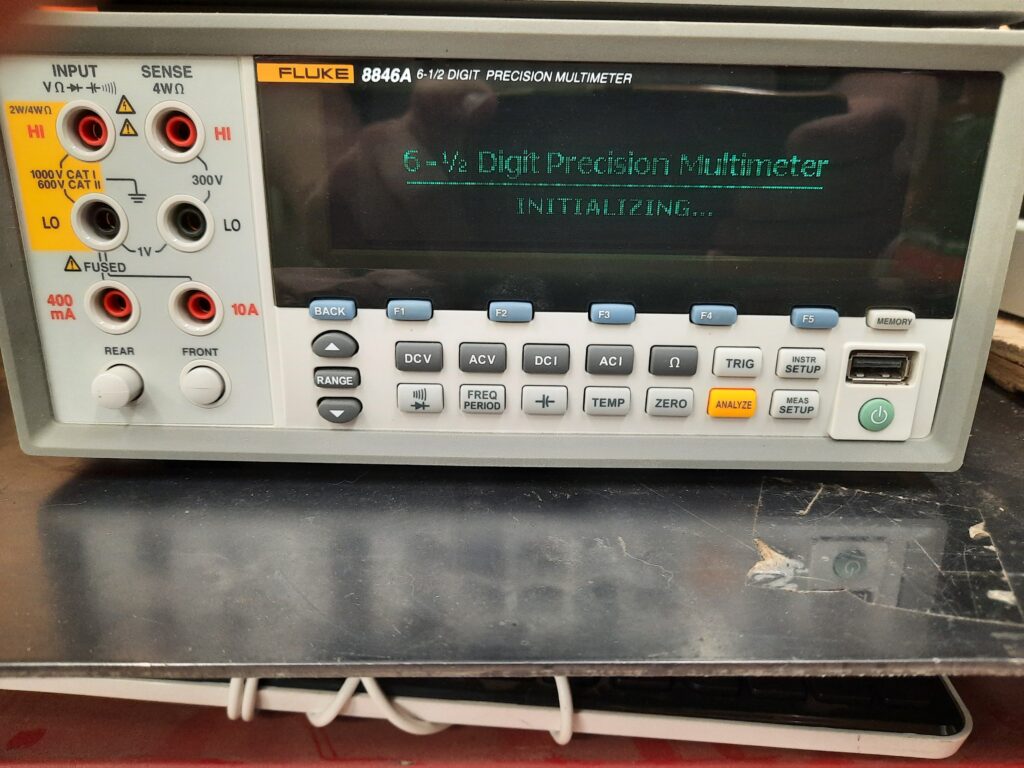 INPUT
VΩ
SENSE
4WΩ
2W/4WΩ
HI
HI
1000V CAT I
600V CAT II
300V
LO
LO
1V
FUSED
400
mA
10A
REAR
FRONT
FLUKE 8846A 6-1/2 DIGIT PRECISION MULTIMETER
6-½ Digit Precision Multimeter
INITIALIZING...
BACK
F1
F2
F3
F4
F5
MEMORY
RANGE
DCV
ACV
DCI
ACI
Ω
TRIG
INSTR
SETUP
FREQ
PERIOD
TEMP
ZERO
ANALYZE
MEAS
SETUP